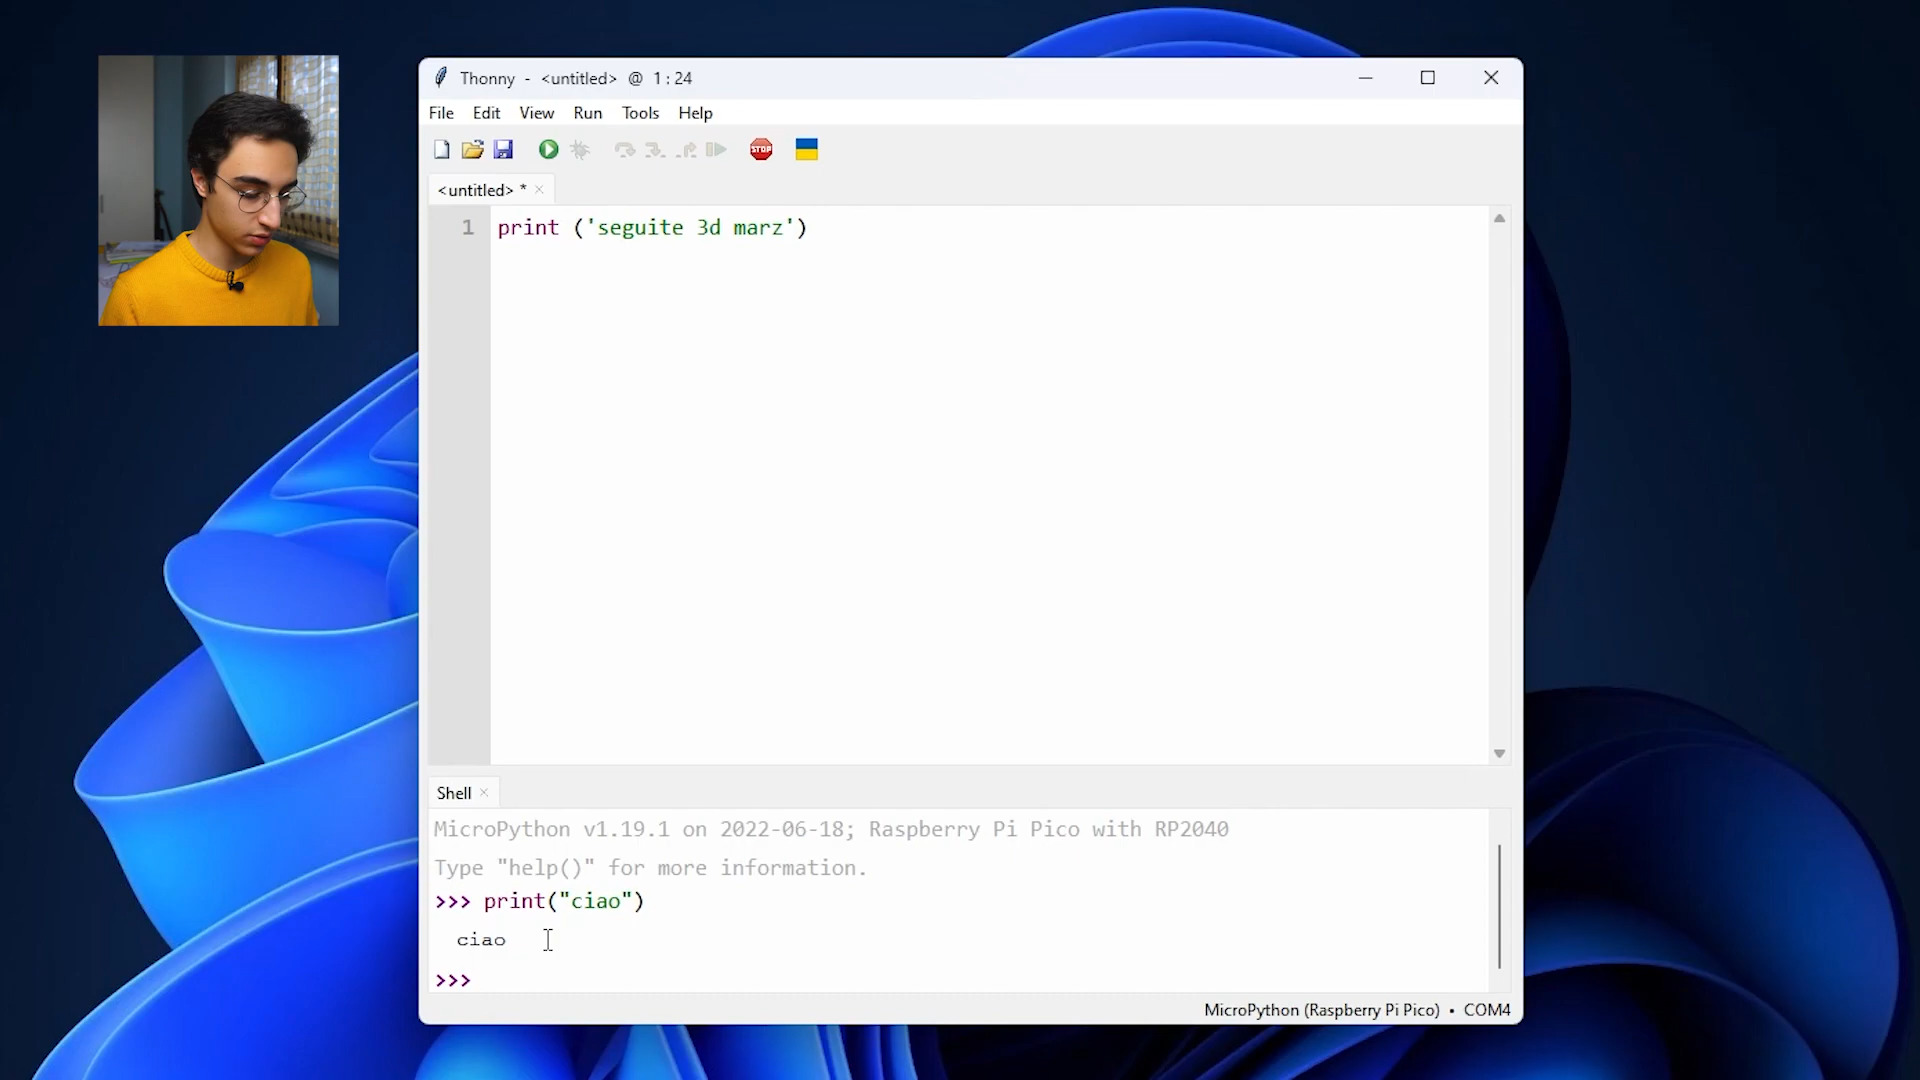 Thonny - <untitled> @ 1 : 24
File Edit View Run Tools Help
STOP
<untitled> *
1 print ('seguite 3d marz')
Shell
MicroPython v1.19.1 on 2022-06-18; Raspberry Pi Pico with RP2040
Type "help()" for more information.
>>> print("ciao")
ciao
>>>
MicroPython (Raspberry Pi Pico) • COM4